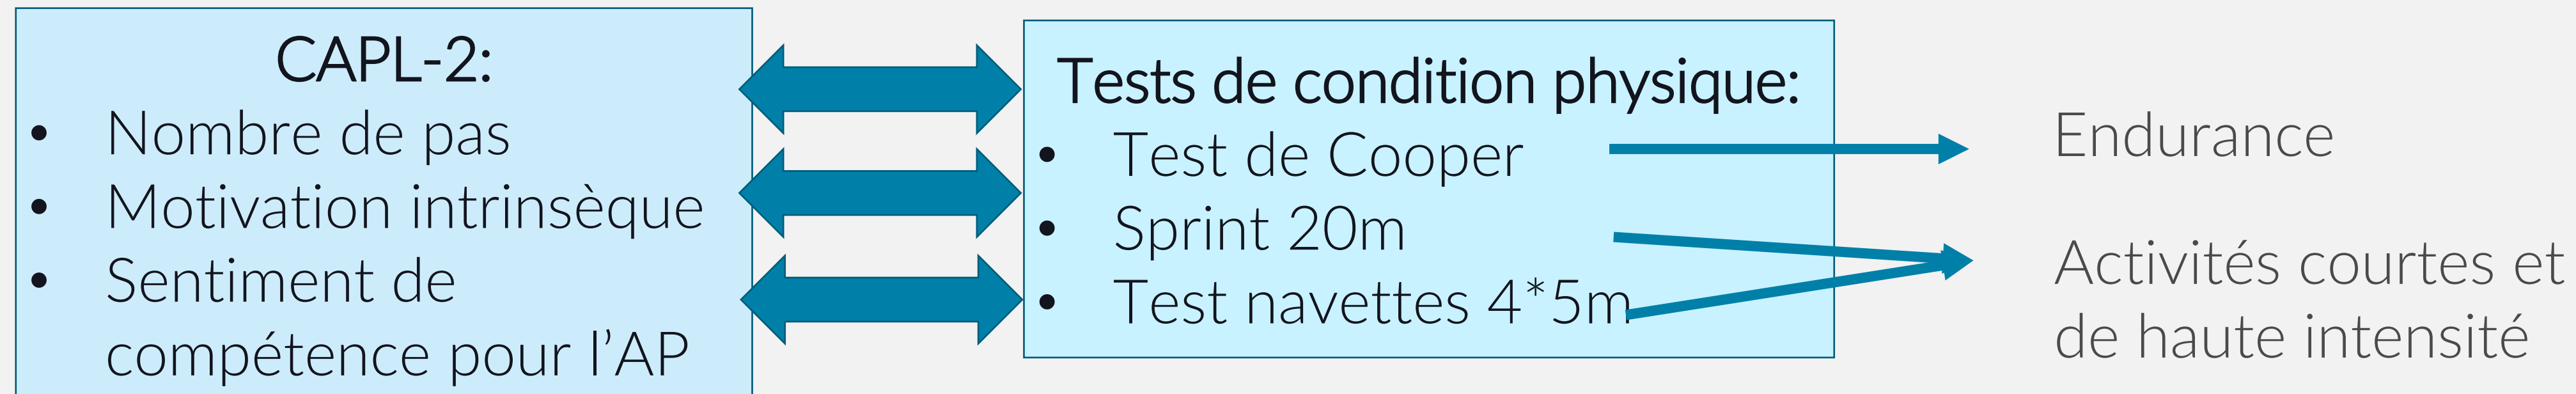 CAPL-2:
• Nombre de pas
• Motivation intrinsèque
• Sentiment de
compétence pour l’AP
Tests de condition physique:
• Test de Cooper
• Sprint 20m
• Test navettes 4*5m
Endurance
Activités courtes et
de haute intensité